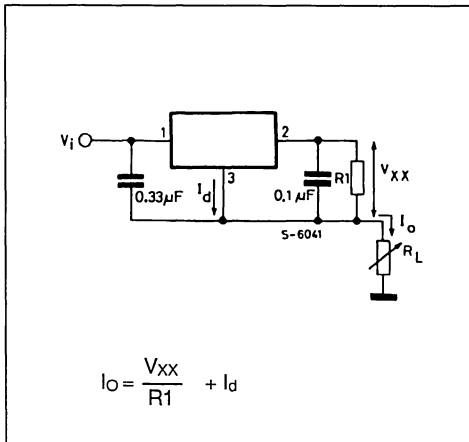 Vi
1
2
3
0.33µF
Id
0.1µF
R1
VXX
S-6041
Io
RL
IO = VXX / R1 + Id